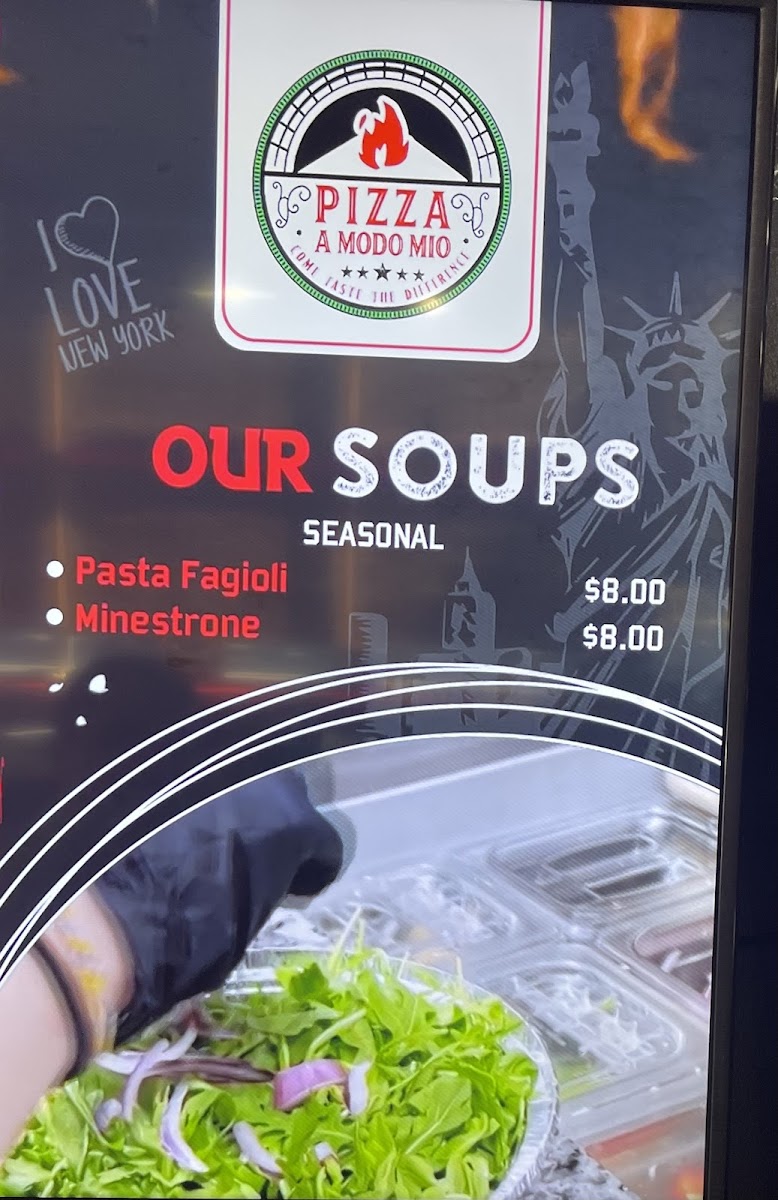 PIZZA
A MODO MIO
COME TASTE THE DIFFERENCE
I
LOVE
NEW YORK
OUR SOUPS
SEASONAL
• Pasta Fagioli $8.00
• Minestrone $8.00